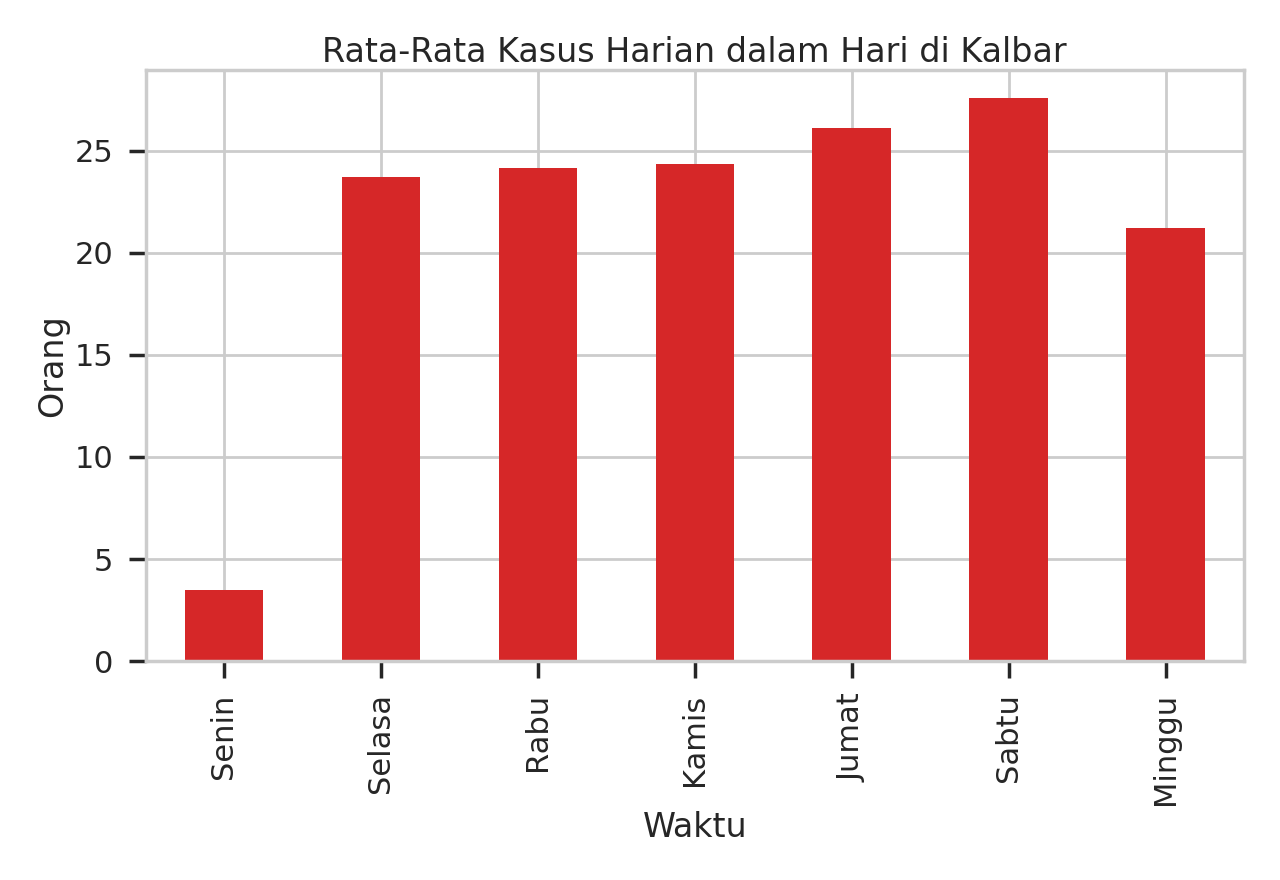 Rata-Rata Kasus Harian dalam Hari di Kalbar
Orang
25
20
15
10
5
0
Senin
Selasa
Rabu
Kamis
Jumat
Sabtu
Minggu
Waktu